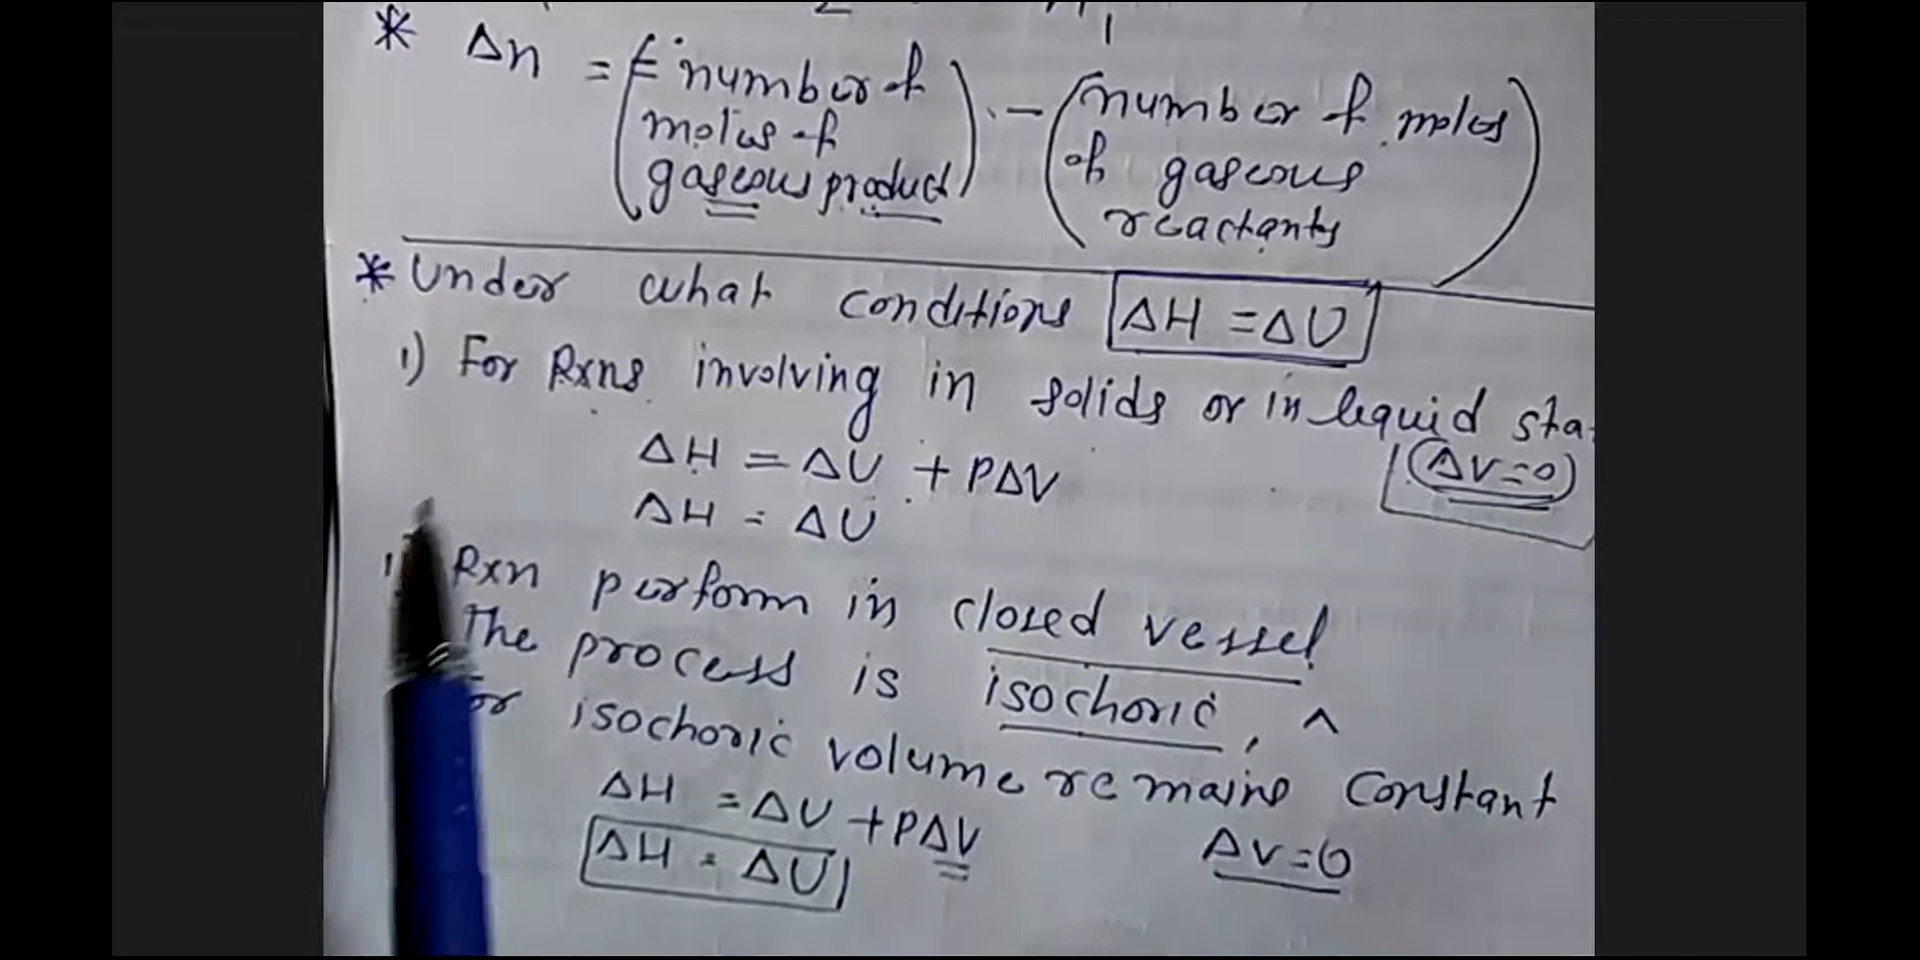 * Δn = (number of moles of gaseous product) - (number of moles of gaseous reactants)
* Under what conditions ΔH = ΔU
1) For Rxns involving in solids or in liquid sta
(ΔV=0)
ΔH = ΔU + PΔV
ΔH = ΔU
Rxn perform in closed vessel
The process is isochoric, ^
isochoric volume remains constant
ΔH = ΔU + PΔV ΔV=0
ΔH = ΔU